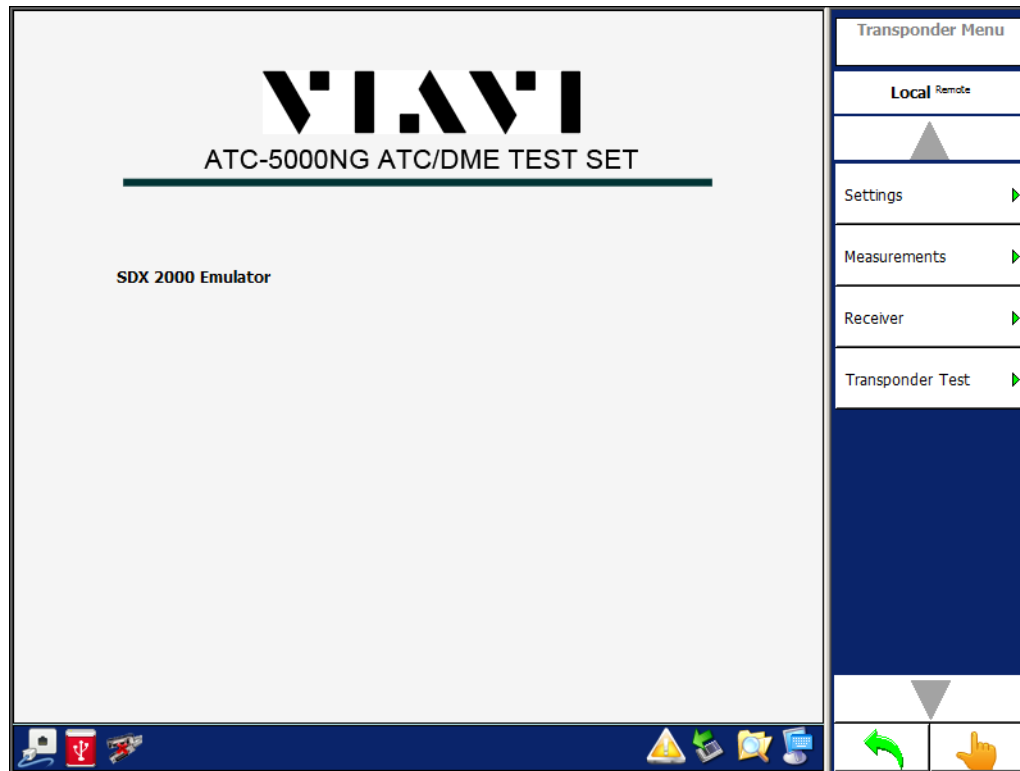 VIAVI
ATC-5000NG ATC/DME TEST SET
SDX 2000 Emulator
Transponder Menu
Local Remote
Settings
Measurements
Receiver
Transponder Test